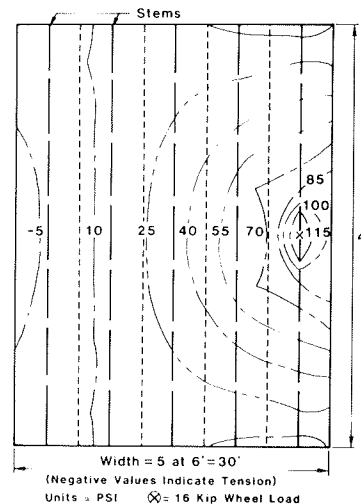 Stems
85
100
-5 10 25 40 55 70 115
Width = 5 at 6' = 30'
(Negative Values Indicate Tension)
Units = PSI ⊗ = 16 Kip Wheel Load